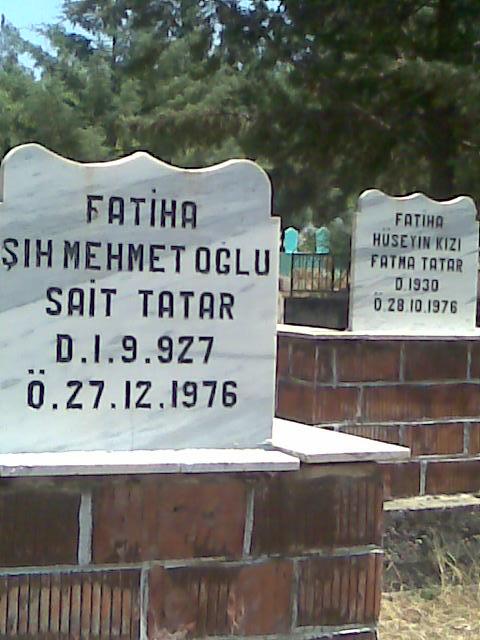 FATİHA
ŞIH MEHMET OĞLU
SAİT TATAR
D.1.9.927
Ö.27.12.1976
FATİHA
HÜSEYİN KIZI
FATMA TATAR
D.1930
Ö.28.10.1976